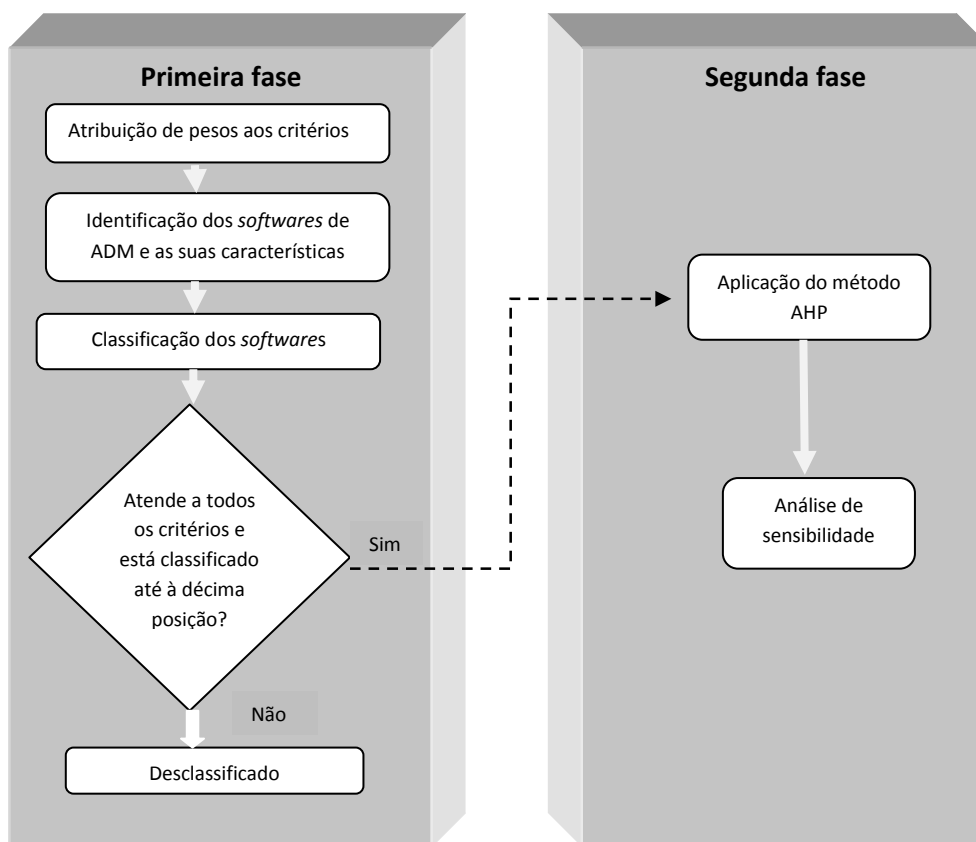 Primeira fase
Atribuição de pesos aos critérios
Identificação dos softwares de
ADM e as suas características
Classificação dos softwares
Atende a todos
os critérios e
está classificado
até à décima
posição?
Sim
Não
Desclassificado
Segunda fase
Aplicação do método
AHP
Análise de
sensibilidade